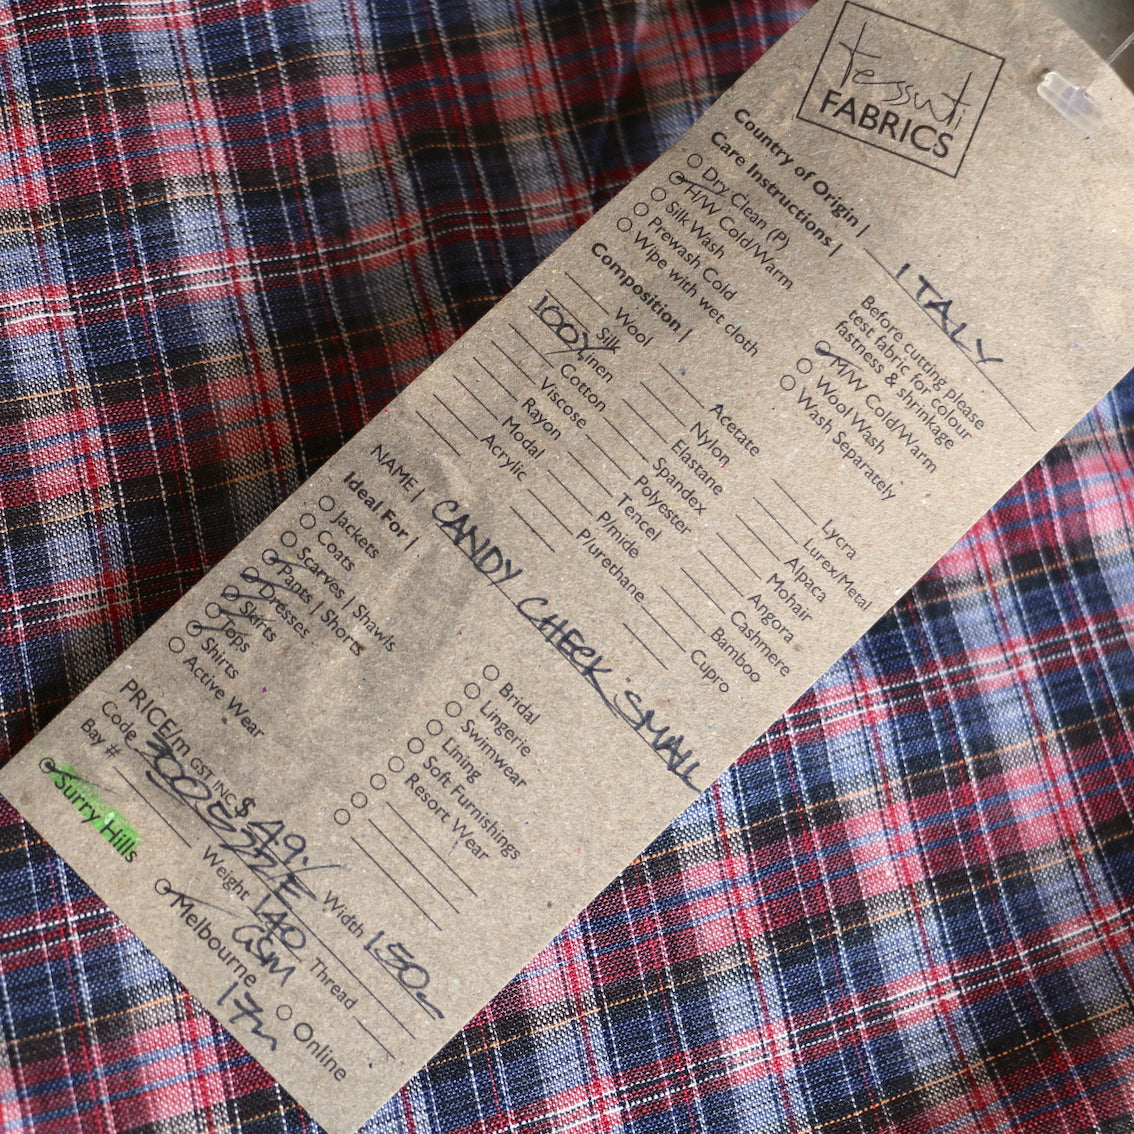 tessuti
FABRICS
Country of Origin | ITALY
Care Instructions |
Dry Clean (P)
H/W Cold/Warm
Silk Wash
Prewash Cold
Wipe with wet cloth
Before cutting please
test fabric for colour
fastness & shrinkage
M/W Cold/Warm
Wool Wash
Wash Separately
Composition |
Wool
Silk
100% Linen
Cotton
Viscose
Rayon
Modal
Acrylic
Acetate
Nylon
Elastane
Spandex
Polyester
Tencel
P/mide
Plurethane
Lycra
Lurex/Metal
Alpaca
Mohair
Angora
Cashmere
Bamboo
Cupro
NAME | CANDY CHECK SMALL
Ideal For |
Jackets
Coats
Scarves | Shawls
Pants | Shorts
Dresses
Skirts
Tops
Shirts
Active Wear
Bridal
Lingerie
Swimwear
Lining
Soft Furnishings
Resort Wear
PRICE/m GST INC $ 49.- Width 150
Code
Bay # Weight 140 GSM Thread
Surry Hills
Melbourne
Online
17m